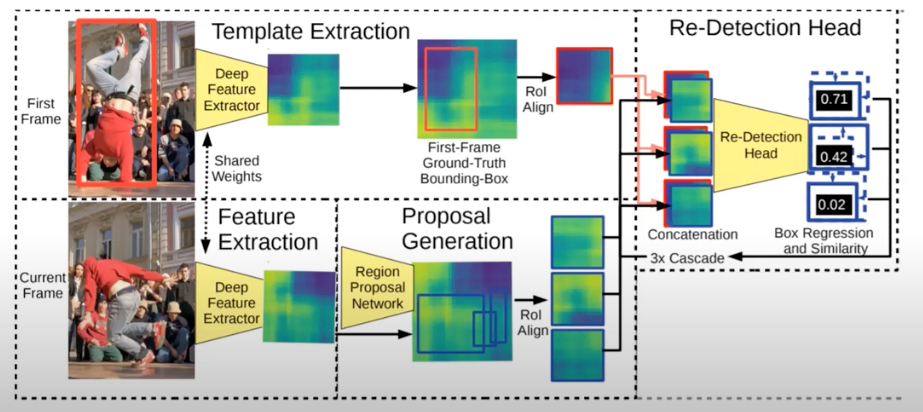 Template Extraction
Re-Detection Head
First
Frame
Deep
Feature
Extractor
RoI
Align
First-Frame
Ground-Truth
Bounding-Box
Shared
Weights
Re-Detection
Head
0.71
0.42
0.02
Concatenation
Box Regression
and Similarity
3x Cascade
Feature
Extraction
Proposal
Generation
Current
Frame
Deep
Feature
Extractor
Region
Proposal
Network
RoI
Align